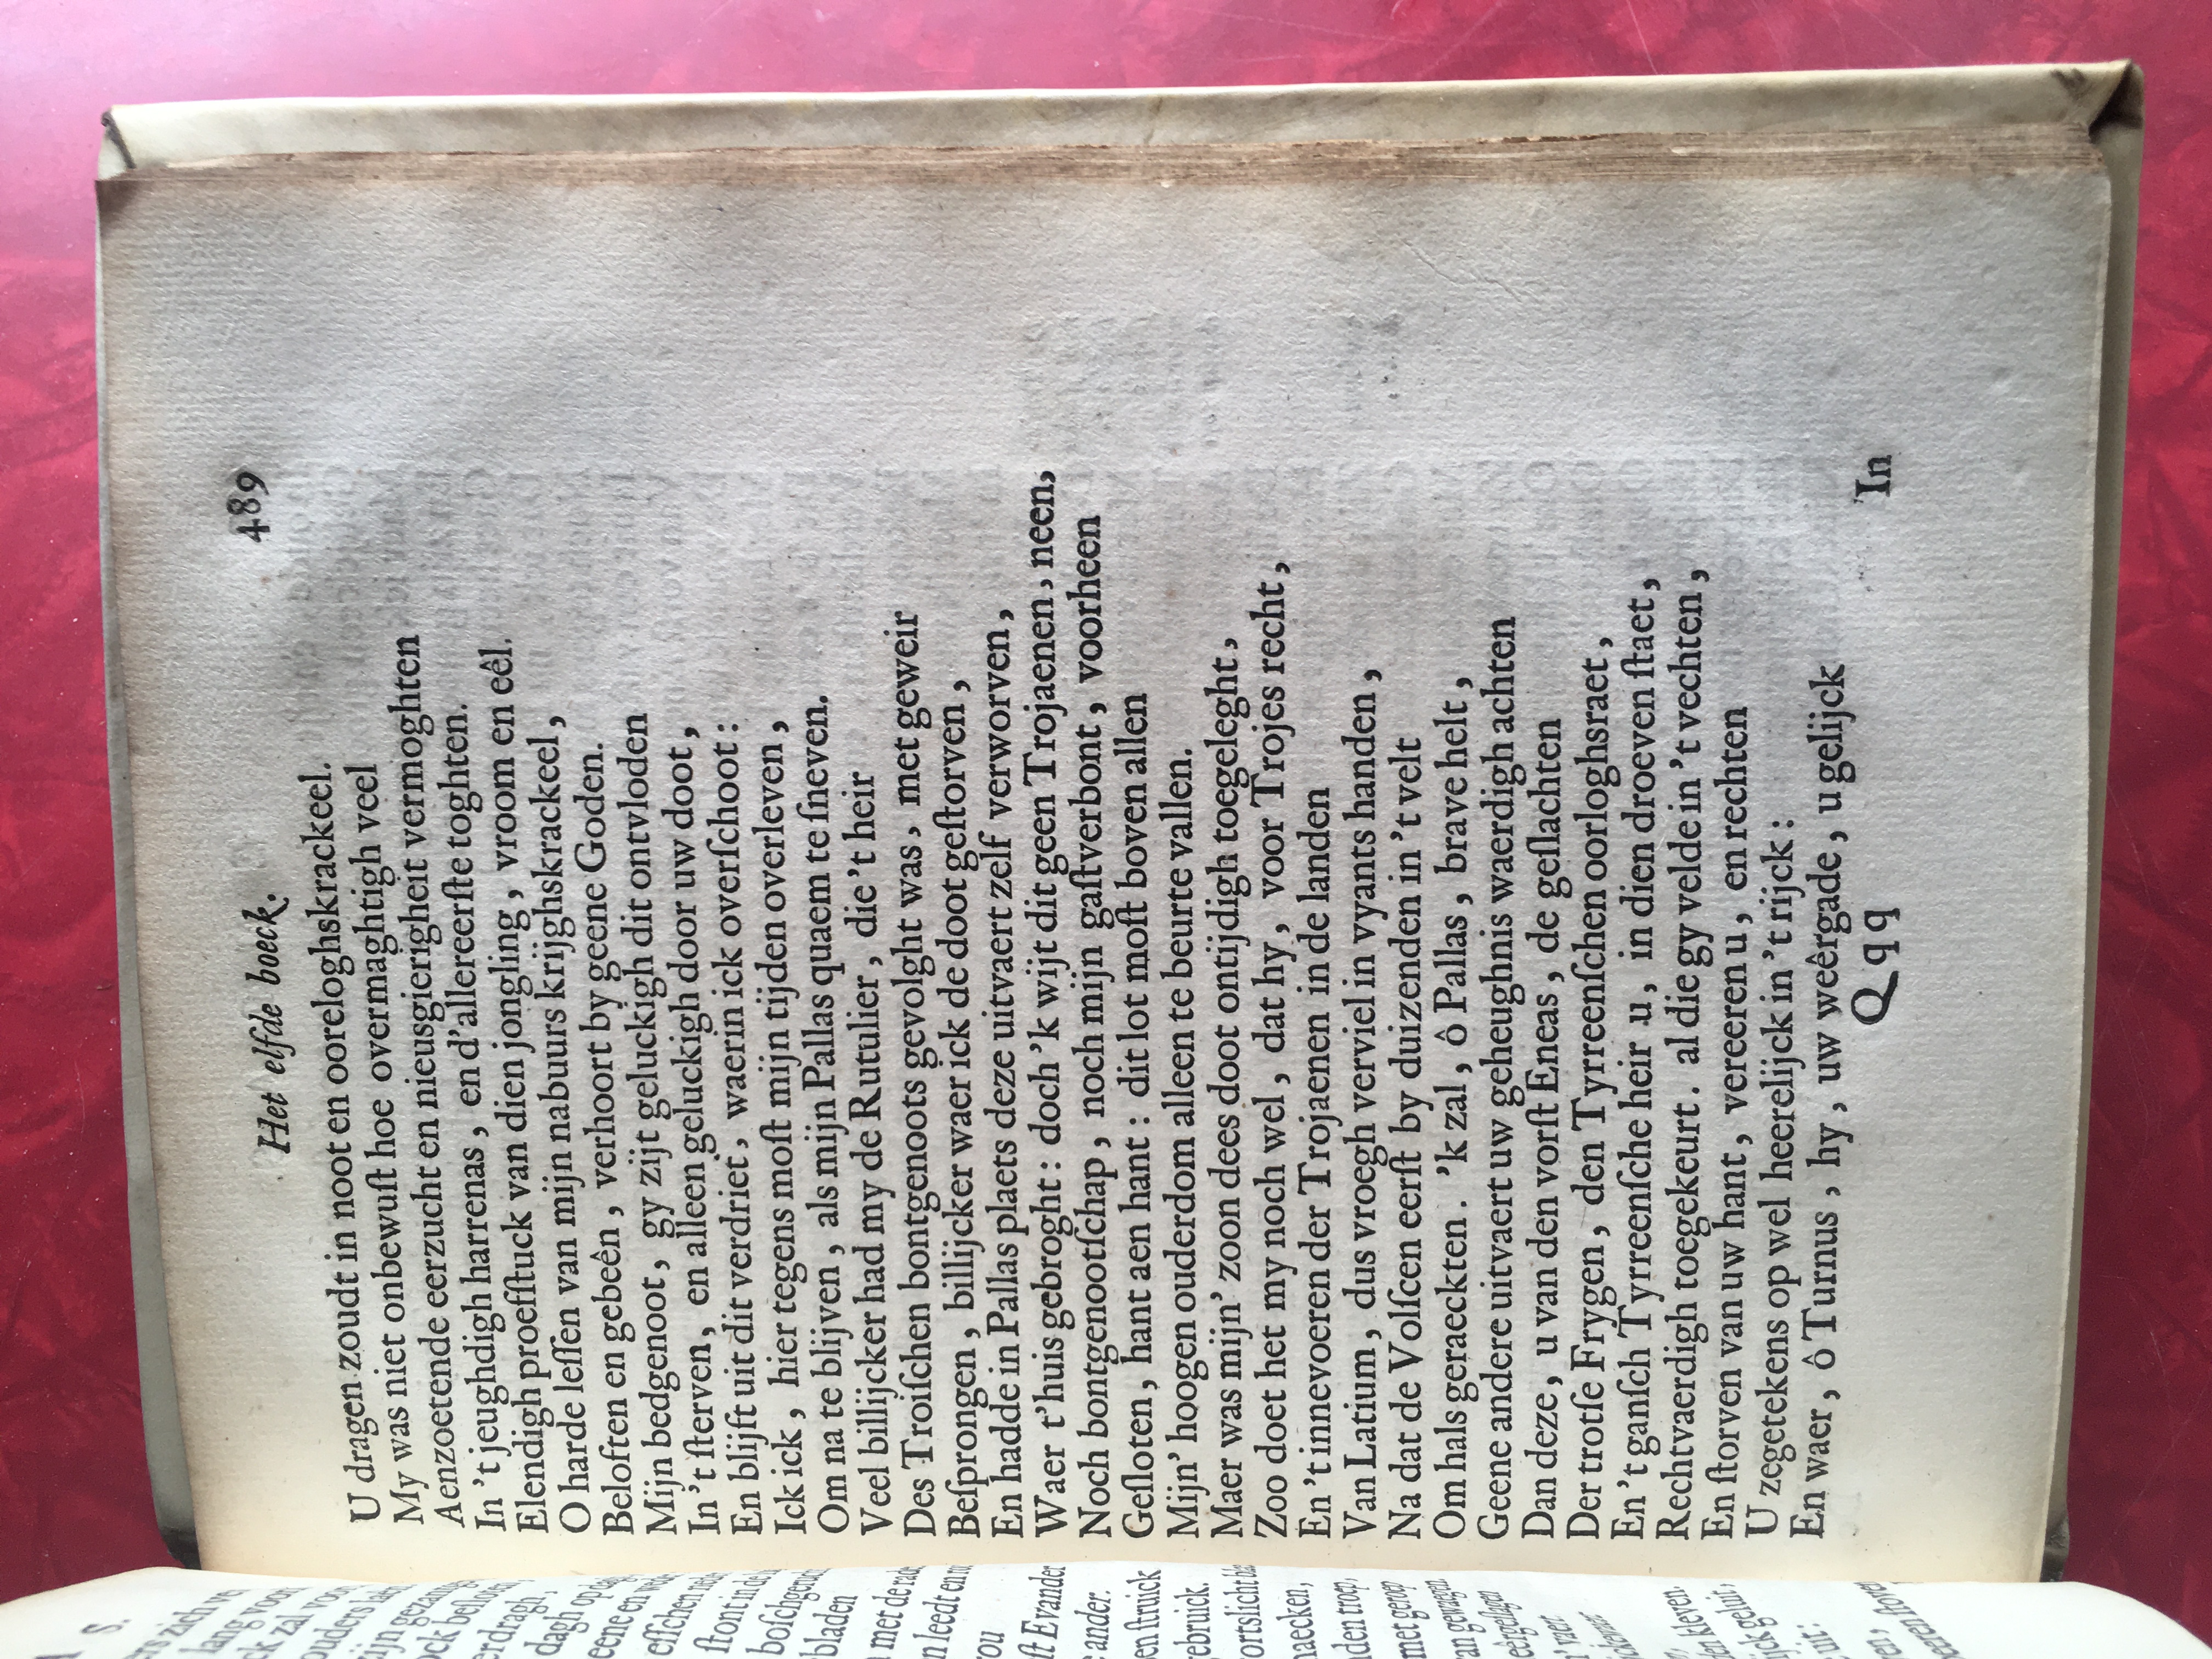 Het elfde boeck. 489
U dragen zoudt in noot en oorloghskrackeel.
My was niet onbewuſt hoe overmaghtigh veel
Aenzoetende eerzucht en nieusgierigheit vermoghten
In 't jeughdigh harrenas, en d'allereerſte toghten.
Elendigh proefſtuck van dien jongling, vroom en eêl.
O harde leſſen van mijn nabuurs krijghskrackeel,
Beloften en gebeên, verhoort by geene Goden.
Mijn bedgenoot, gy zijt geluckigh dit ontvloden
In't ſterven, en alleen geluckigh door uw doot,
En blijft uit dit verdriet, waerin ick overſchoot:
Ick ick, hier tegens moſt mijn tijden overleven,
Om na te blijven, als mijn Pallas quaem te ſneven.
Veel billijcker had my de Rutulier, die't heir
Des Troiſchen bontgenoots gevolght was, met geweir
Beſprongen, billijcker waer ick de doot geſtorven,
En hadde in Pallas plaets deze uitvaert zelf verworven,
Waer t'huis gebroght: doch 'k wijt dit geen Trojaenen, neen,
Noch bontgenootſchap, noch mijn gaſtverbont, voorheen
Geſloten, hant aen hant: dit lot moſt boven allen
Mijn' hoogen ouderdom alleen te beurte vallen.
Maer was mijn' zoon dees doot ontijdigh toegeleght,
Zoo doet het my noch wel, dat hy, voor Trojes recht,
En 't innevoeren der Trojaenen in de landen
Van Latium, dus vroegh verviel in vyants handen,
Na dat de Volſcen eerſt by duizenden in 't velt
Om hals geraeckten. 'k zal, ô Pallas, brave helt,
Geene andere uitvaert uw geheughnis waerdigh achten
Dan deze, u van den vorſt Eneas, de geſlachten
Der trotſe Frygen, den Tyrreenſchen oorloghsraet,
En 't ganſch Tyrreenſche heir u, in dien droeven ſtaet,
Rechtvaerdigh toegekeurt. al die gy velde in 't vechten,
En ſtorven van uw hant, vereeren u, en rechten
U zegetekens op wel heerelijck in 't rijck:
En waer, ô Turnus, hy, uw weêrgade, u gelijck
Qqq In